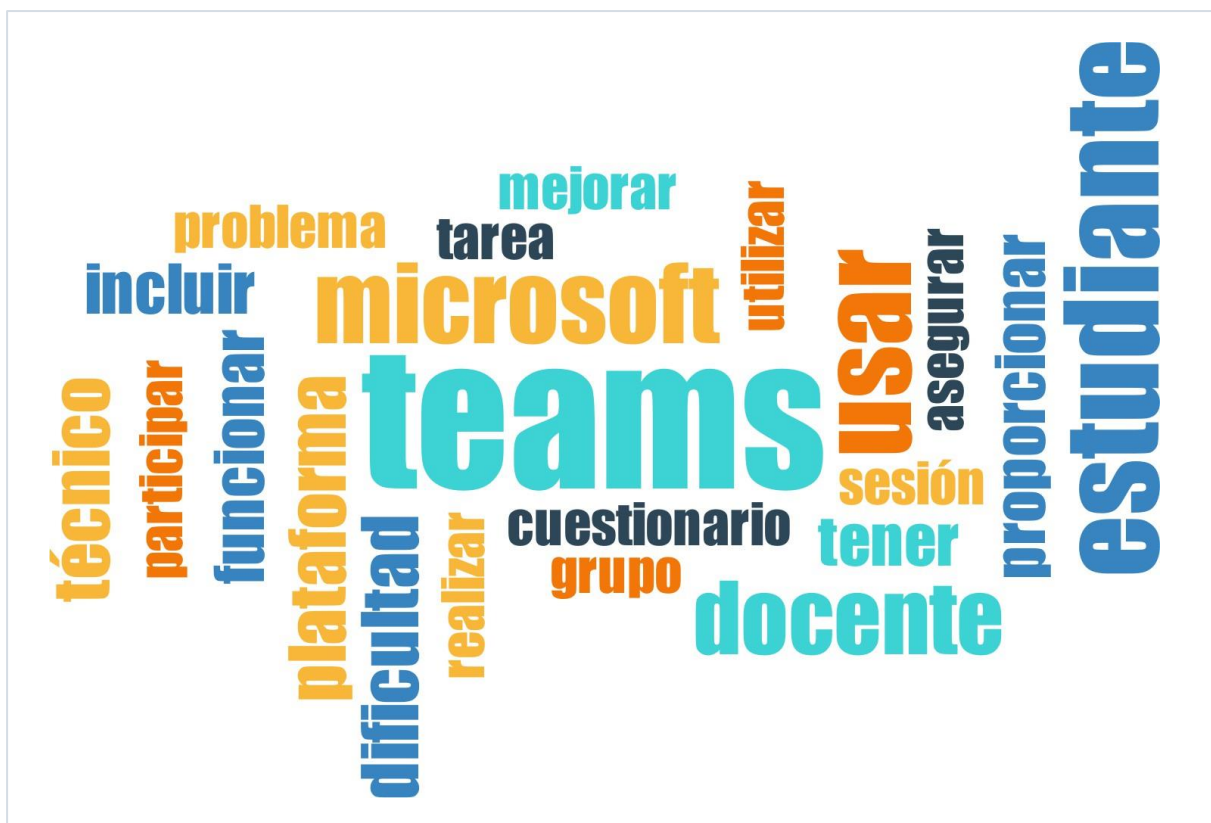 mejorar
problema
tarea
utilizar
incluir
microsoft
usar
asegurar
proporcionar
estudiante
técnico
participar
funcionar
plataforma
teams
sesión
cuestionario
tener
dificultad
realizar
grupo
docente